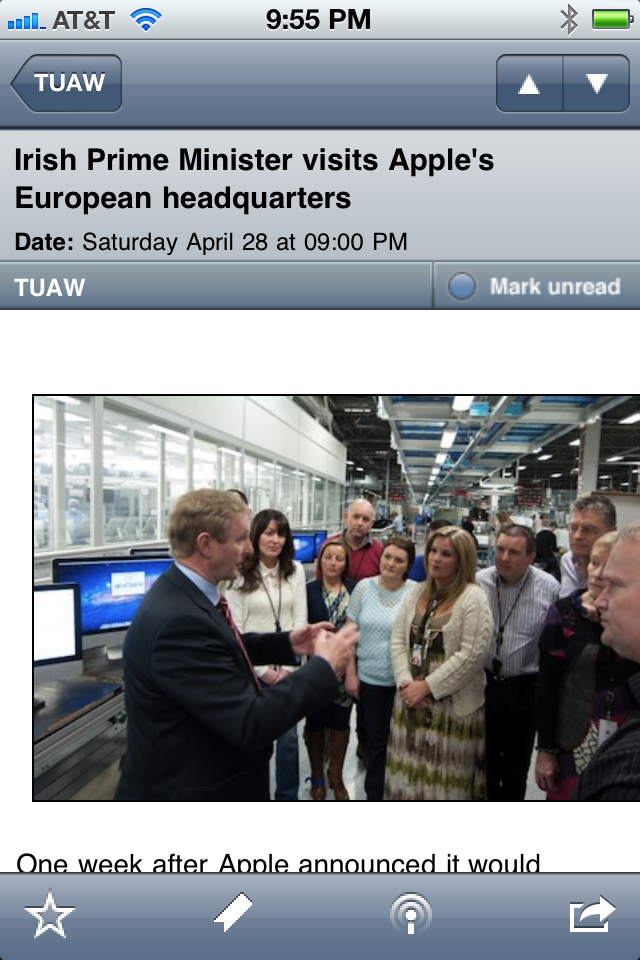 AT&T 9:55 PM
TUAW
Irish Prime Minister visits Apple's
European headquarters
Date: Saturday April 28 at 09:00 PM
TUAW Mark unread
One week after Apple announced it would